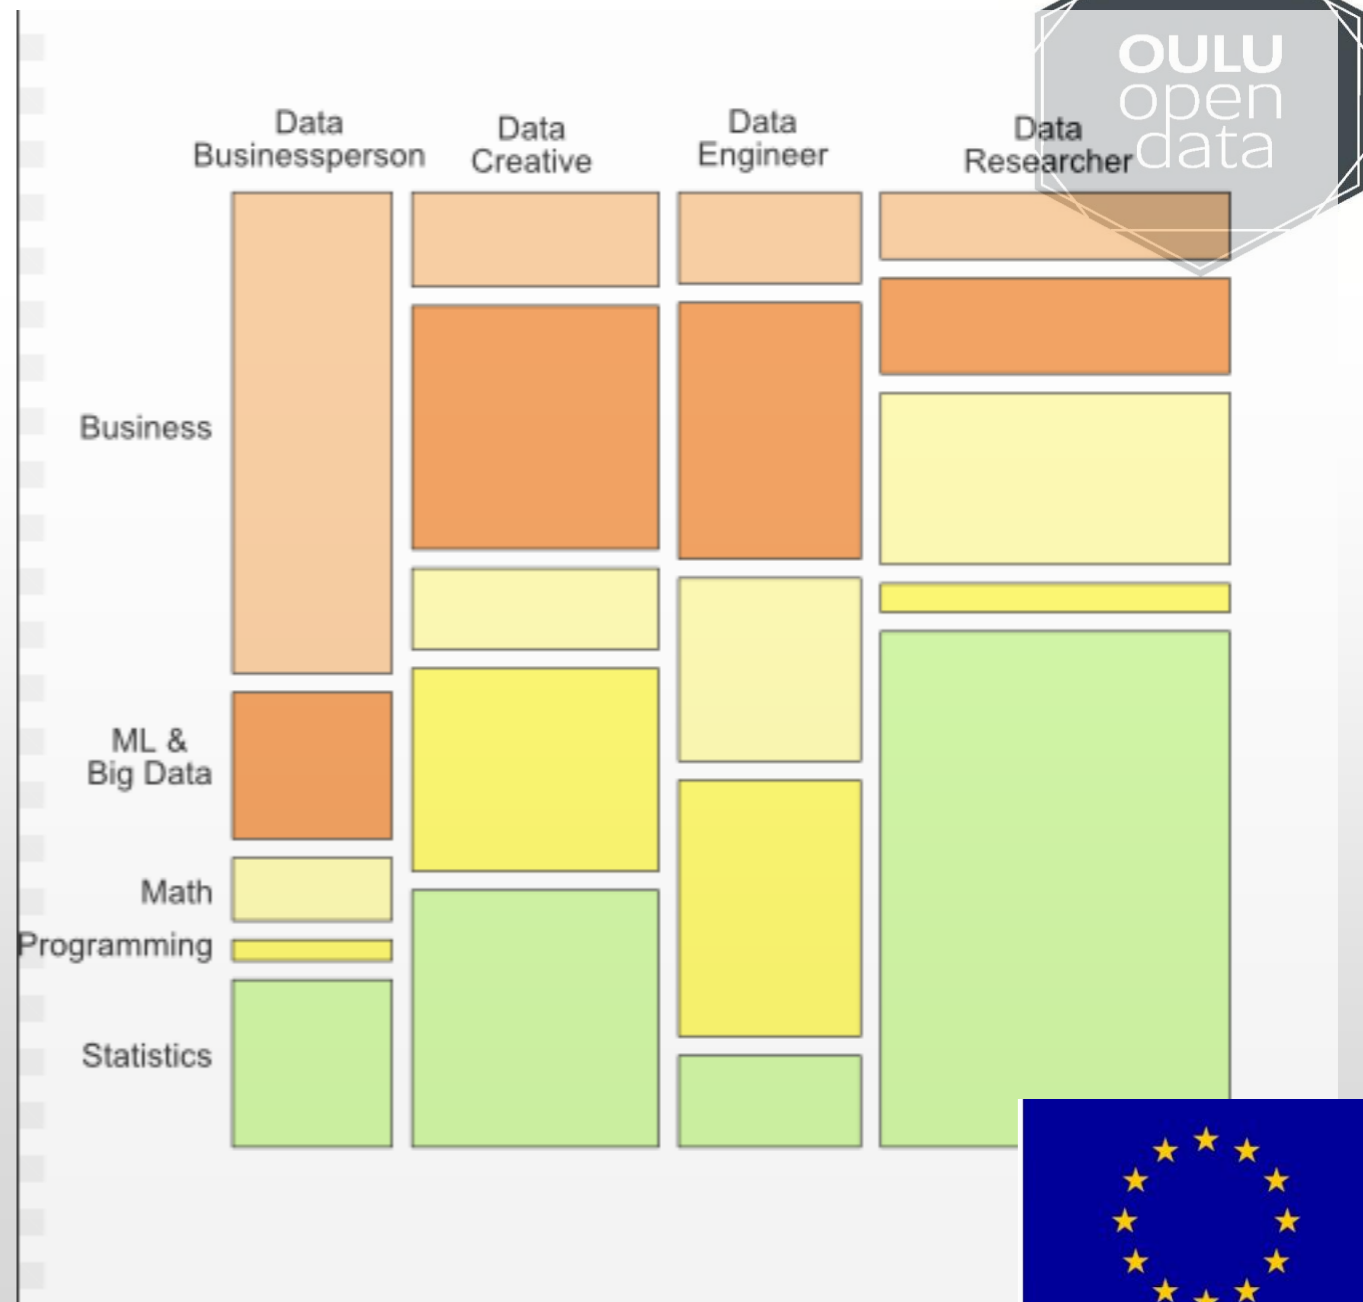 OULU
open
data
Data
Businessperson
Data
Creative
Data
Engineer
Data
Researcher
Business
ML &
Big Data
Math
Programming
Statistics